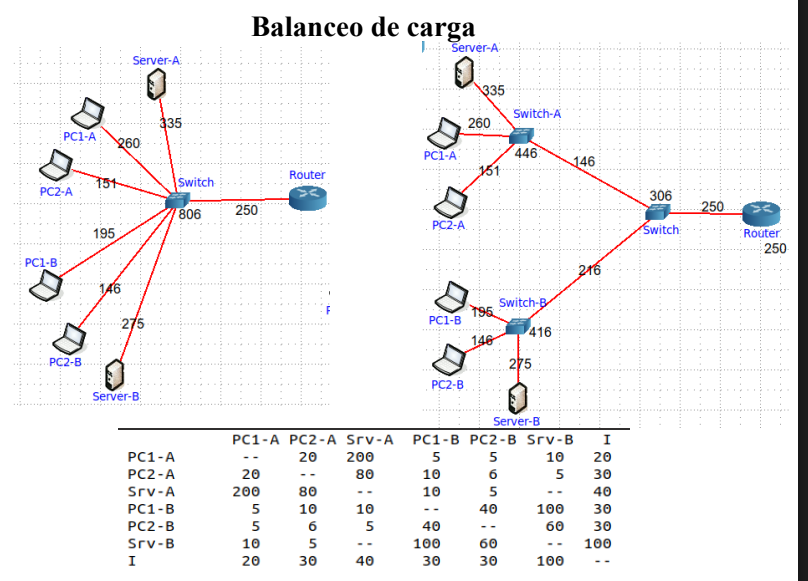 Balanceo de carga
Server-A
335
PC1-A
260
PC2-A
151
Switch
806
250
Router
195
PC1-B
146
PC2-B
275
Server-B
Server-A
335
Switch-A
260
446
PC1-A
151
146
PC2-A
306
250
Switch
Router
250
216
Switch-B
195
416
PC1-B
146
275
PC2-B
Server-B
PC1-A PC2-A Srv-A PC1-B PC2-B Srv-B I
PC1-A -- 20 200 5 5 10 20
PC2-A 20 -- 80 10 6 5 30
Srv-A 200 80 -- 10 5 -- 40
PC1-B 5 10 10 -- 40 100 30
PC2-B 5 6 5 40 -- 60 30
Srv-B 10 5 -- 100 60 -- 100
I 20 30 40 30 30 100 --